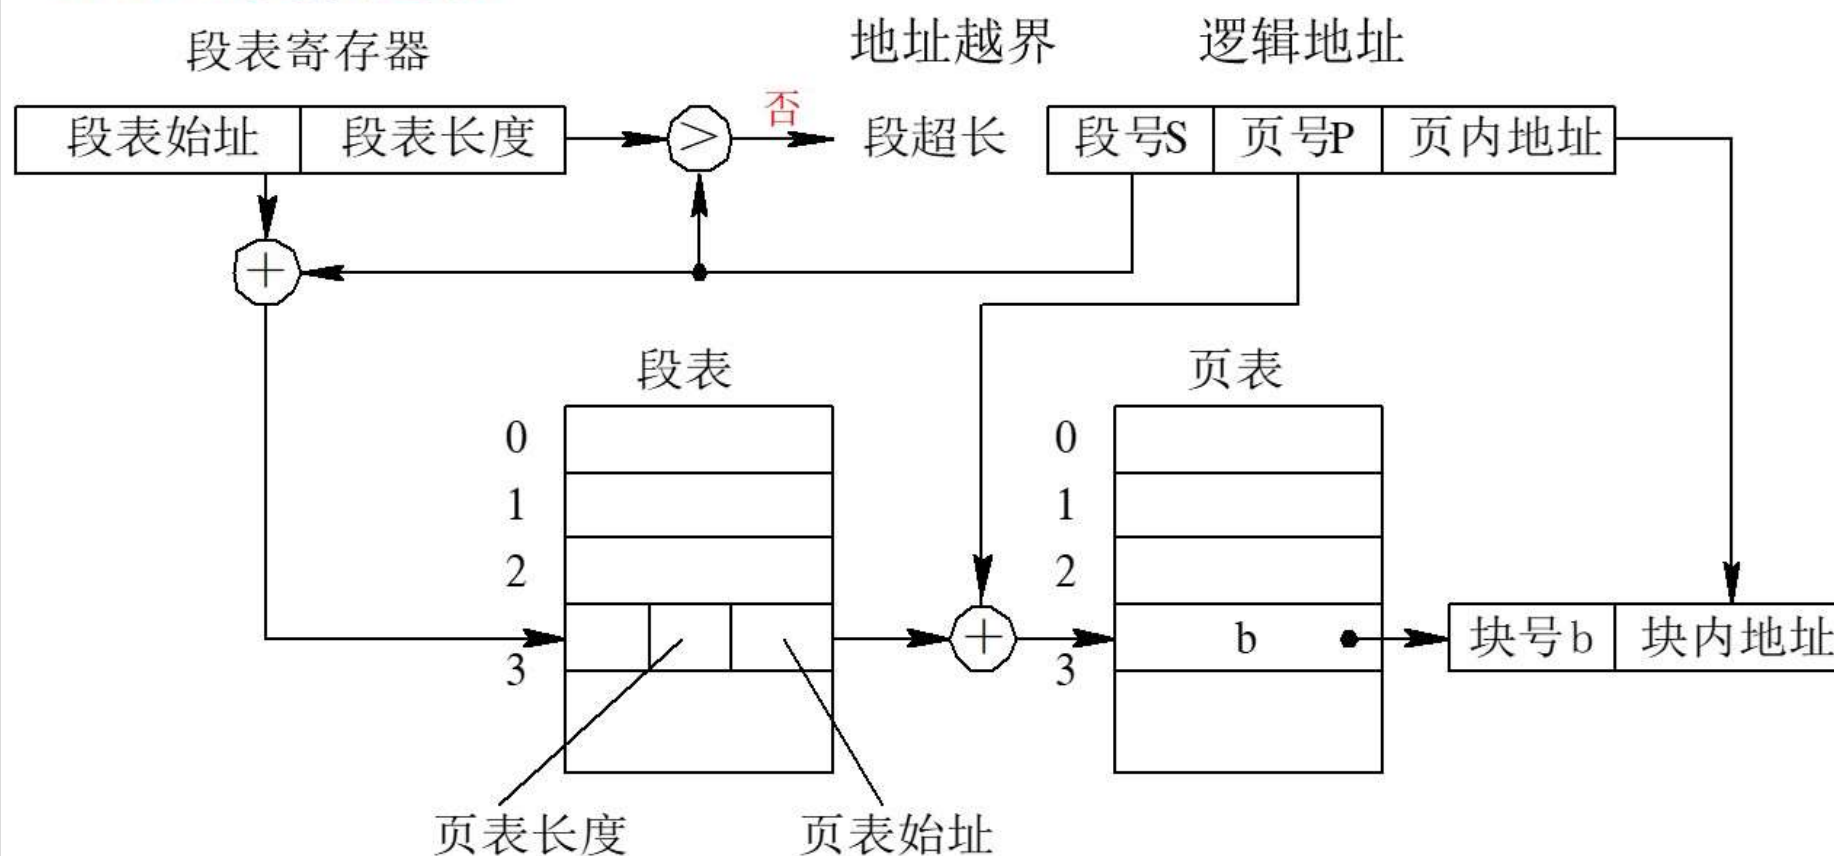 段表寄存器
地址越界
逻辑地址
段表始址
段表长度
>
否
段超长
段号S
页号P
页内地址
+
段表
页表
0
1
2
3
0
1
2
3
+
b
块号b
块内地址
页表长度
页表始址